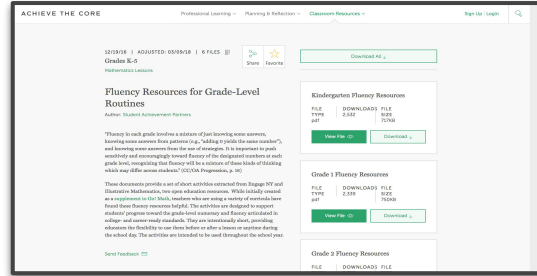 ACHIEVE THE CORE
Professional Learning
Planning & Reflection
Classroom Resources
Sign Up | Login
12/19/16 | ADJUSTED: 03/09/18 | 6 FILES
Grades K-5
Mathematics Lessons
Share
Favorite
Fluency Resources for Grade-Level
Routines
Author: Student Achievement Partners
"Fluency in each grade involves a mixture of just knowing some answers,
knowing some answers from patterns (e.g., "adding 0 yields the same number"),
and knowing some answers from the use of strategies. It is important to push
sensitively and encouragingly toward fluency of the designated numbers at each
grade level, recognizing that fluency will be a mixture of these kinds of thinking
which may differ across students." (CC/OA Progression, p. 18)
These documents provide a set of short activities extracted from Engage NY and
Illustrative Mathematics, two open education resources. While initially created
as a supplement to Go! Math, teachers who are using a variety of curricula have
found these fluency resources helpful. The activities are designed to support
students' progress toward the grade-level numeracy and fluency articulated in
college- and career-ready standards. They are intentionally short, providing
educators the flexibility to use them before or after a lesson or anytime during
the school day. The activities are intended to be used throughout the school year.
Send Feedback
Download All
Kindergarten Fluency Resources
FILE TYPE DOWNLOADS FILE SIZE
pdf 2,532 717KB
View File
Download
Grade 1 Fluency Resources
FILE TYPE DOWNLOADS FILE SIZE
pdf 2,339 750KB
View File
Download
Grade 2 Fluency Resources
FILE DOWNLOADS FILE